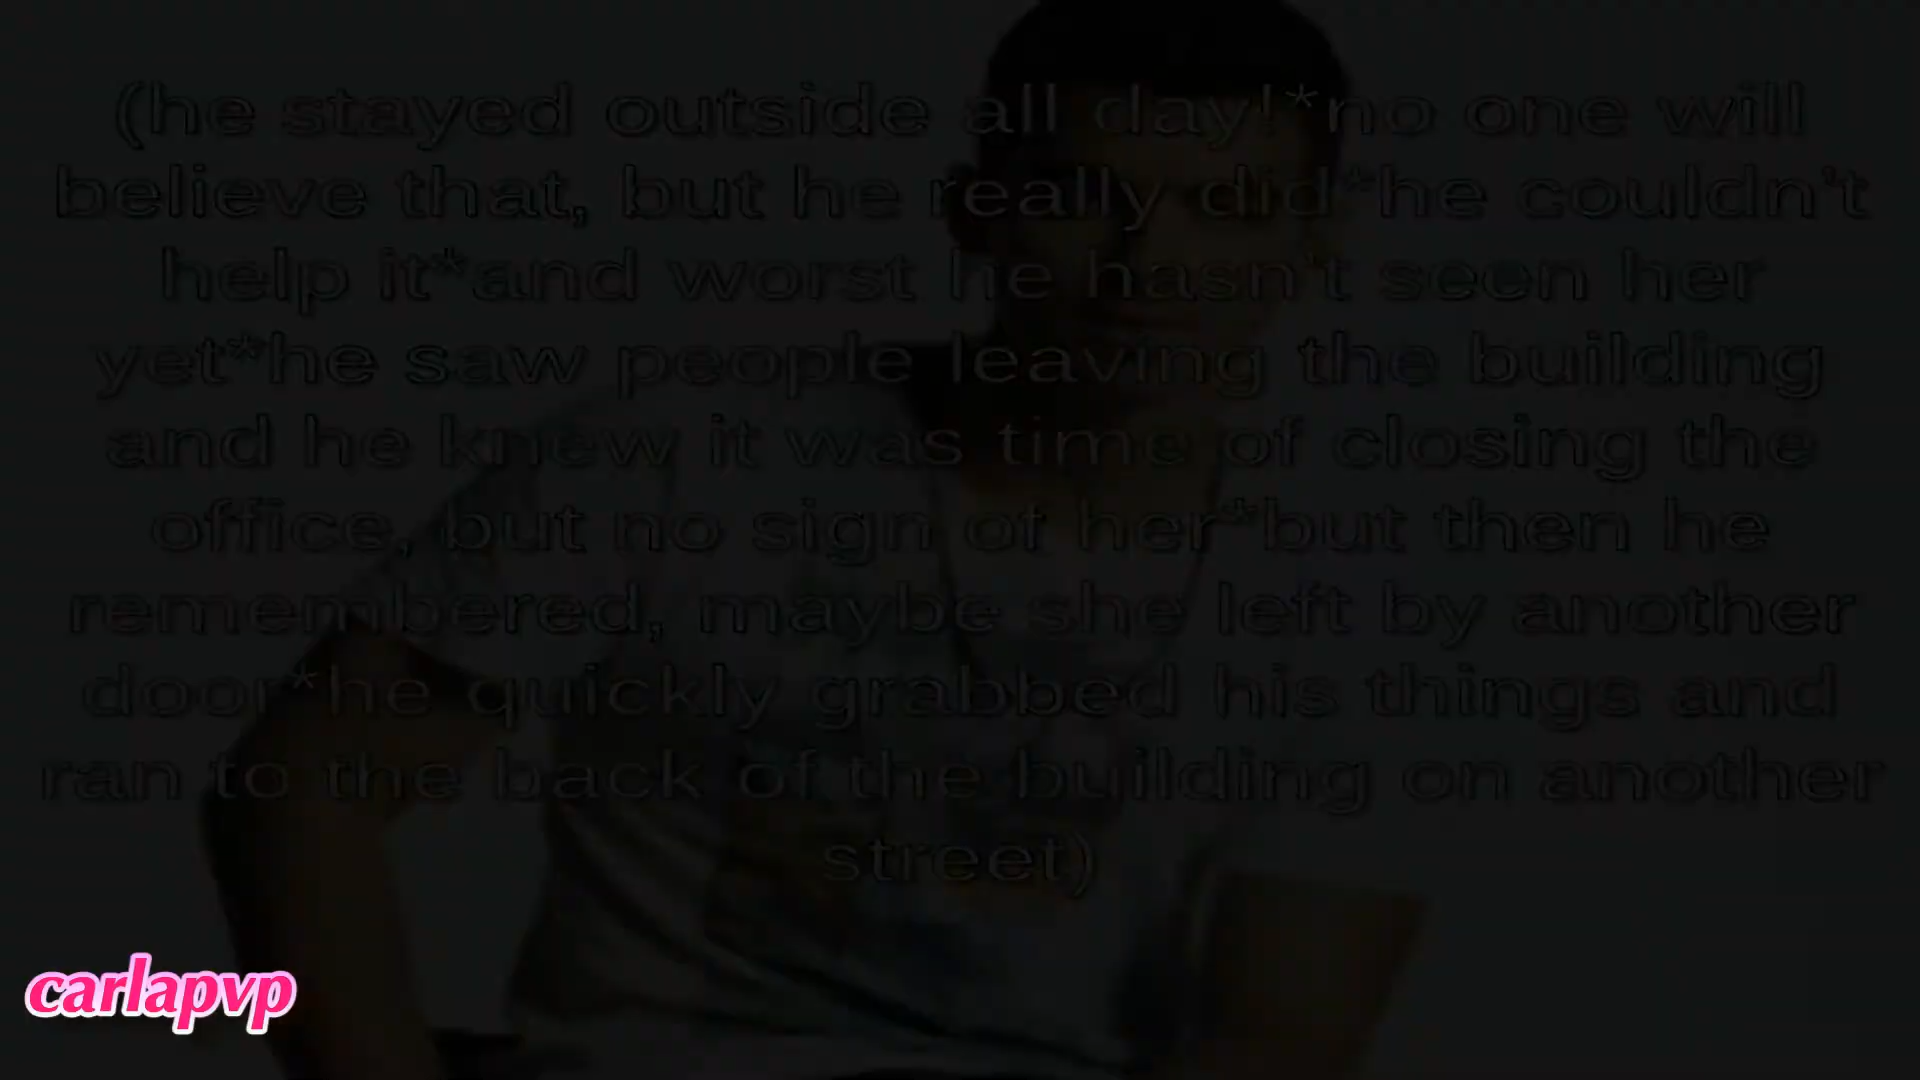 (he stayed outside all day!*no one will
believe that, but he really did*he couldn't
help it*and worst he hasn't seen her
yet*he saw people leaving the building
and he knew it was time of closing the
office, but no sign of her*but then he
remembered, maybe she left by another
door*he quickly grabbed his things and
ran to the back of the building on another
street)
carlapvp